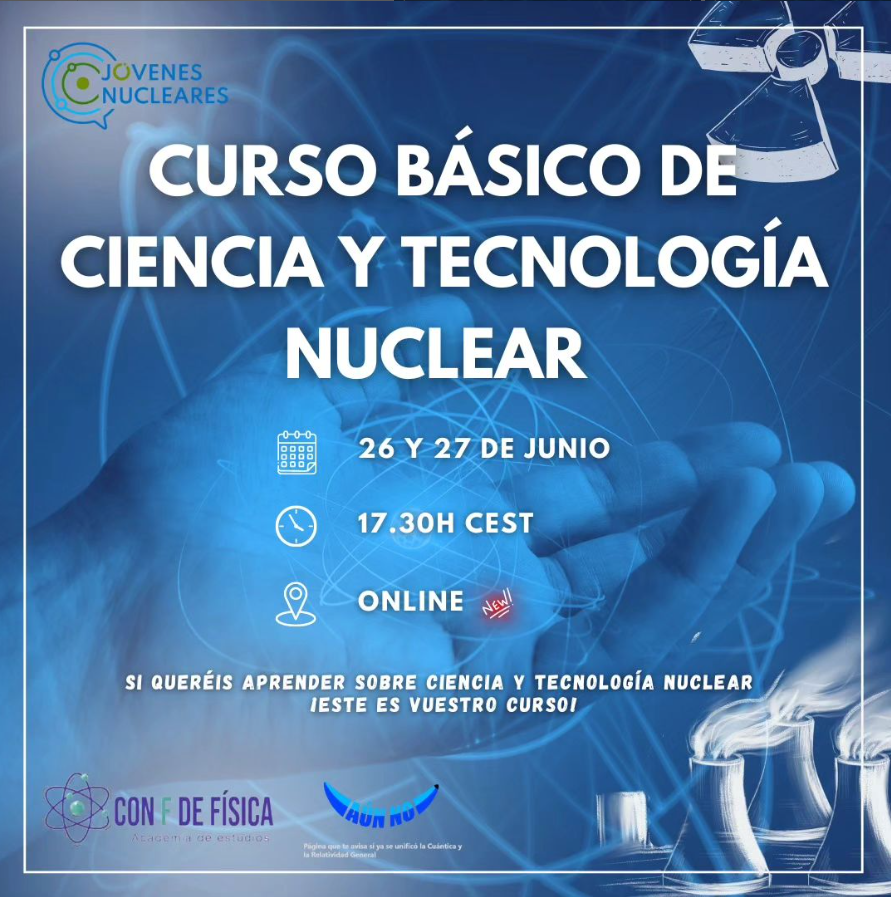 JÓVENES
NUCLEARES
CURSO BÁSICO DE
CIENCIA Y TECNOLOGÍA
NUCLEAR
26 Y 27 DE JUNIO
17.30H CEST
ONLINE NEW!
SI QUERÉIS APRENDER SOBRE CIENCIA Y TECNOLOGÍA NUCLEAR
¡ESTE ES VUESTRO CURSO!
CON F DE FÍSICA
Academia de estudios
AÚN NO
Página que te avisa si ya se unificó la Cuántica y
la Relatividad General